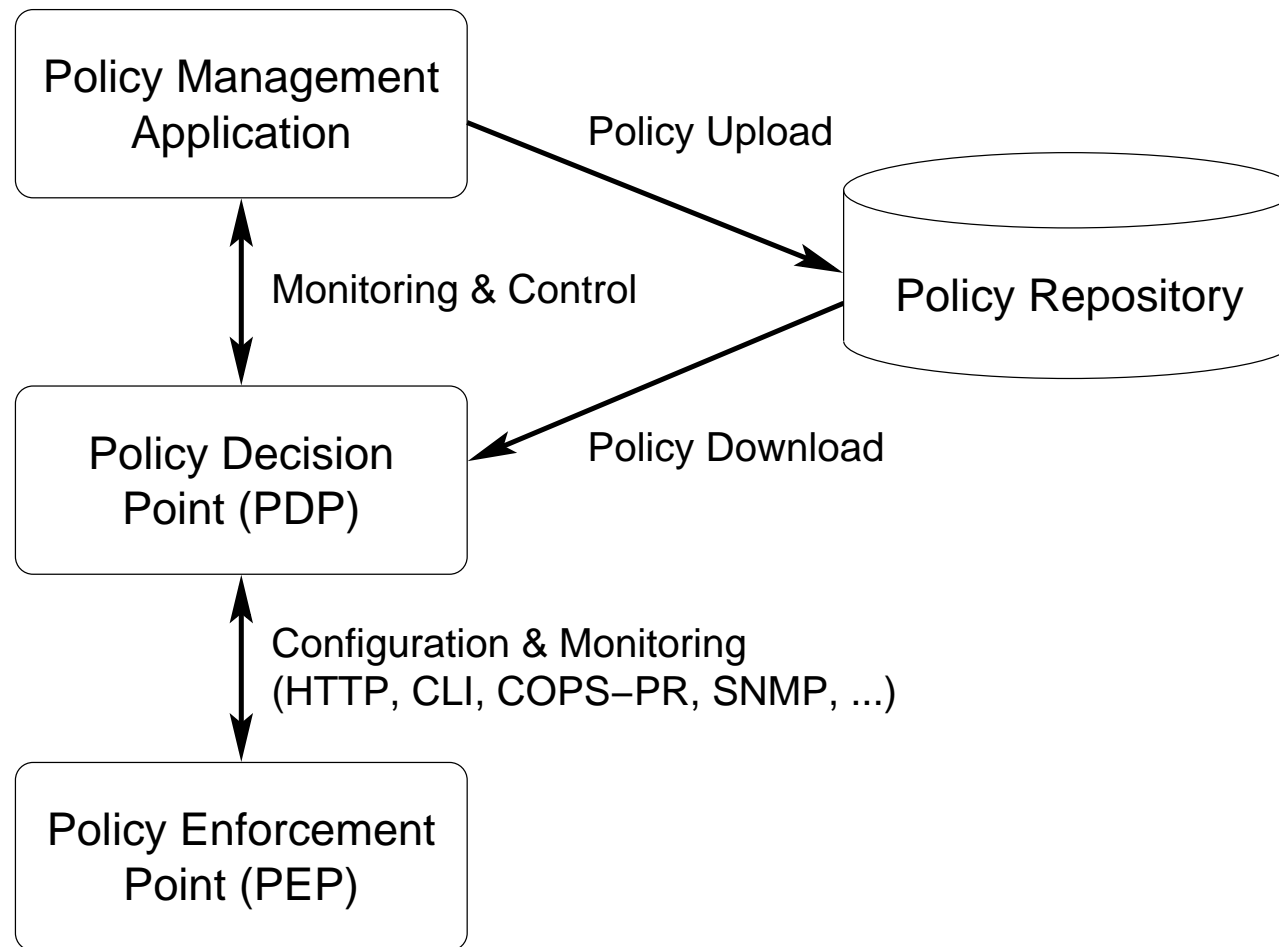 Policy Management
Application
Policy Upload
Policy Repository
Monitoring & Control
Policy Decision
Point (PDP)
Policy Download
Configuration & Monitoring
(HTTP, CLI, COPS−PR, SNMP, ...)
Policy Enforcement
Point (PEP)